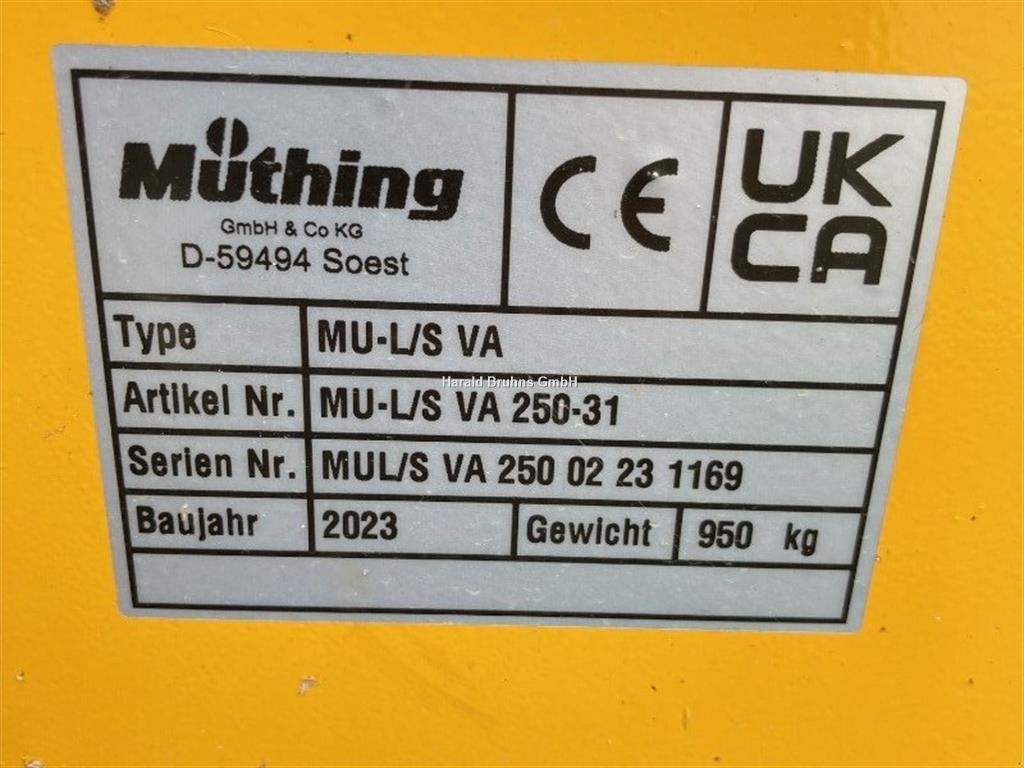 Müthing
GmbH & Co KG
D-59494 Soest
CE
UK
CA
Type MU-L/S VA
Harald Bruhns GmbH
Artikel Nr. MU-L/S VA 250-31
Serien Nr. MUL/S VA 250 02 23 1169
Baujahr 2023 Gewicht 950 kg